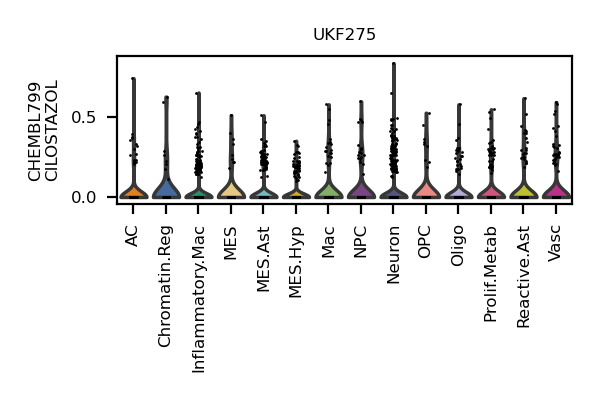 UKF275
CHEMBL799
CILOSTAZOL
0.5
0.0
AC
Chromatin.Reg
Inflammatory.Mac
MES
MES.Ast
MES.Hyp
Mac
NPC
Neuron
OPC
Oligo
Prolif.Metab
Reactive.Ast
Vasc